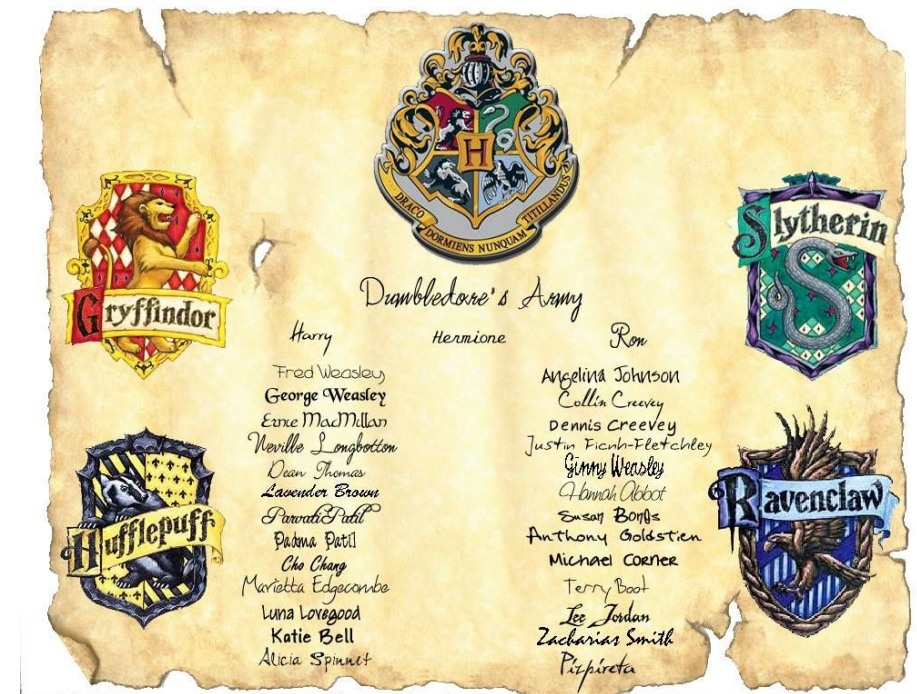 H
DRACO DORMIENS NUNQUAM TITILLANDUS
Gryffindor
Slytherin
Dumbledore's Army
Harry Hermione Ron
Fred Weasley
George Weasley
Ernie MacMillan
Neville Longbotton
Dean Thomas
Lavender Brown
Parvati Patil
Padma Patil
Cho Chang
Marietta Edgecombe
Luna Lovegood
Katie Bell
Alicia Spinnet
Angelina Johnson
Collin Creevey
Dennis Creevey
Justin Ficnh-Fletchley
Ginny Weasley
Hannah Abbot
Susan Bones
Anthony Goldstien
Michael Corner
Terry Boot
Lee Jordan
Zacharias Smith
Pizpireta
Hufflepuff
Ravenclaw